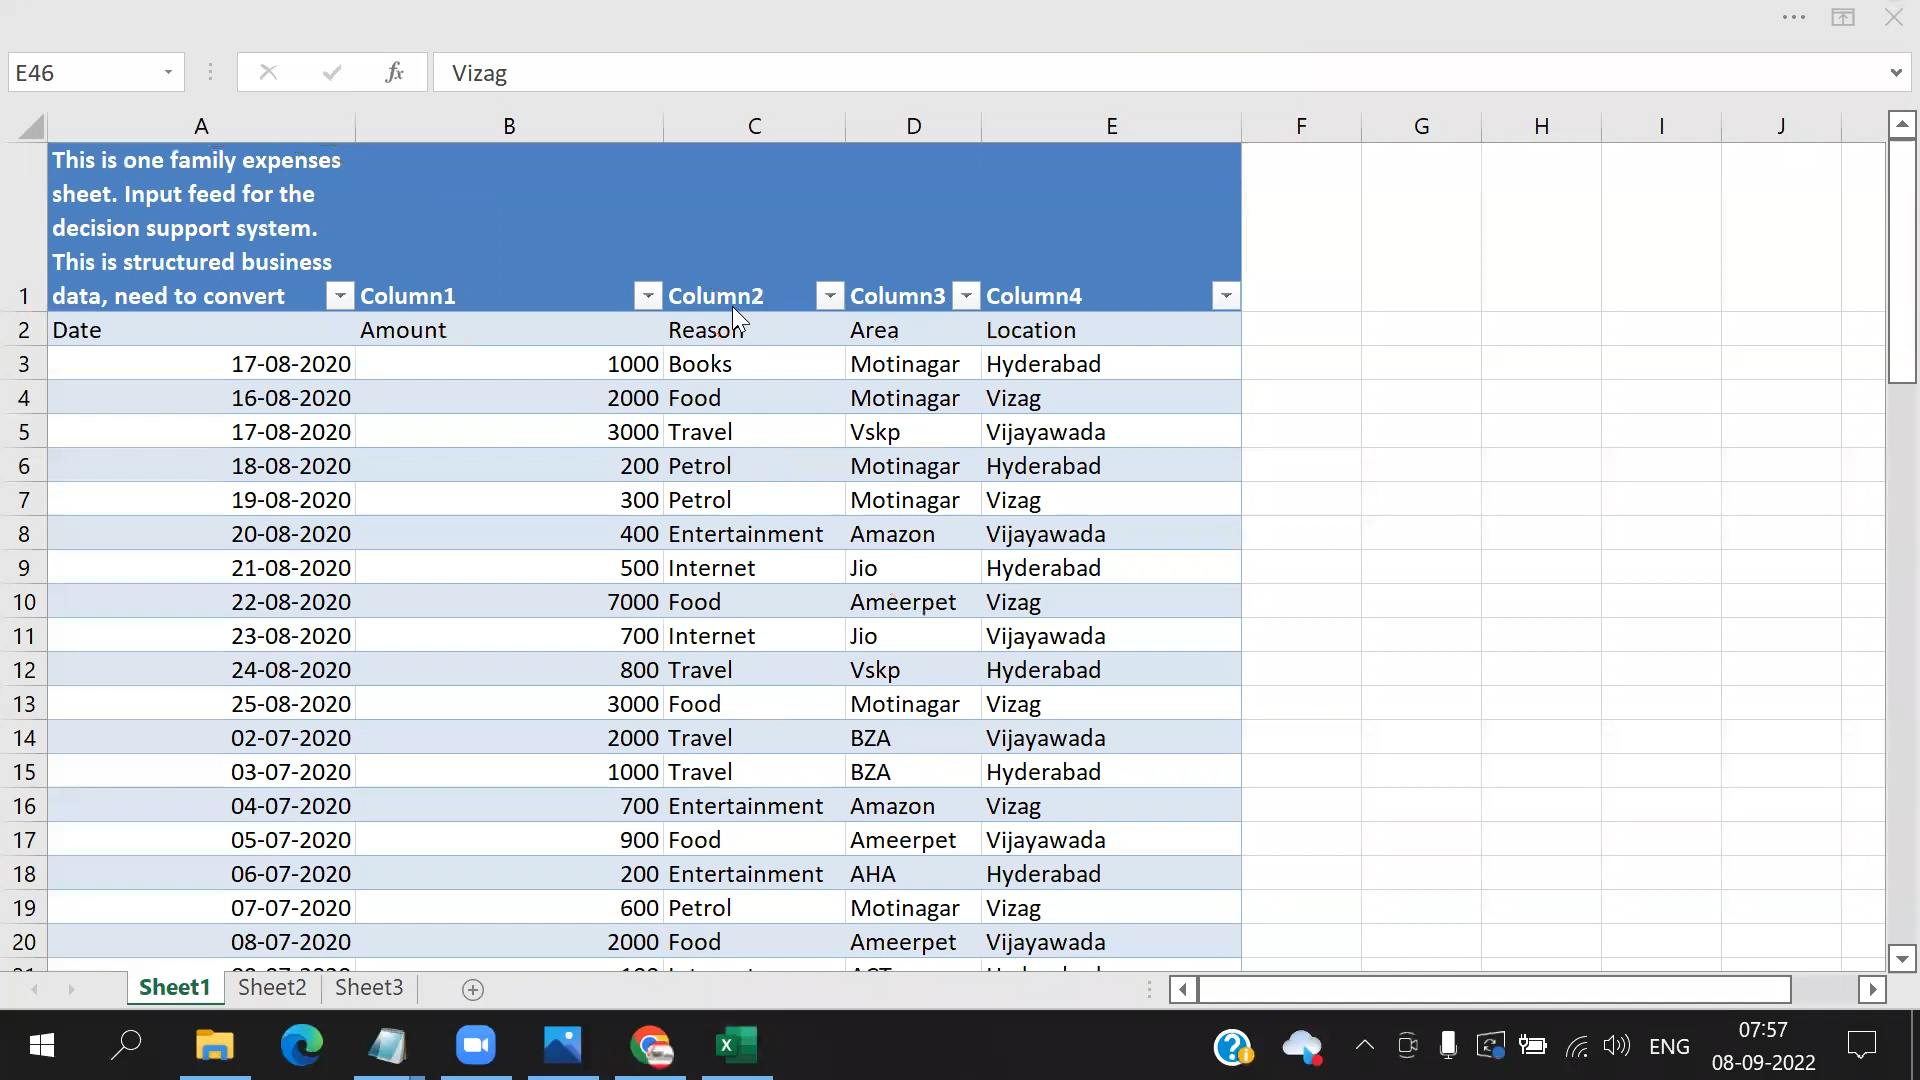 E46
fx
Vizag
A B C D E F G H I J
This is one family expenses
sheet. Input feed for the
decision support system.
This is structured business
1 data, need to convert Column1 Column2 Column3 Column4
2 Date Amount Reason Area Location
3 17-08-2020 1000 Books Motinagar Hyderabad
4 16-08-2020 2000 Food Motinagar Vizag
5 17-08-2020 3000 Travel Vskp Vijayawada
6 18-08-2020 200 Petrol Motinagar Hyderabad
7 19-08-2020 300 Petrol Motinagar Vizag
8 20-08-2020 400 Entertainment Amazon Vijayawada
9 21-08-2020 500 Internet Jio Hyderabad
10 22-08-2020 7000 Food Ameerpet Vizag
11 23-08-2020 700 Internet Jio Vijayawada
12 24-08-2020 800 Travel Vskp Hyderabad
13 25-08-2020 3000 Food Motinagar Vizag
14 02-07-2020 2000 Travel BZA Vijayawada
15 03-07-2020 1000 Travel BZA Hyderabad
16 04-07-2020 700 Entertainment Amazon Vizag
17 05-07-2020 900 Food Ameerpet Vijayawada
18 06-07-2020 200 Entertainment AHA Hyderabad
19 07-07-2020 600 Petrol Motinagar Vizag
20 08-07-2020 2000 Food Ameerpet Vijayawada
Sheet1 Sheet2 Sheet3
ENG
07:57
08-09-2022